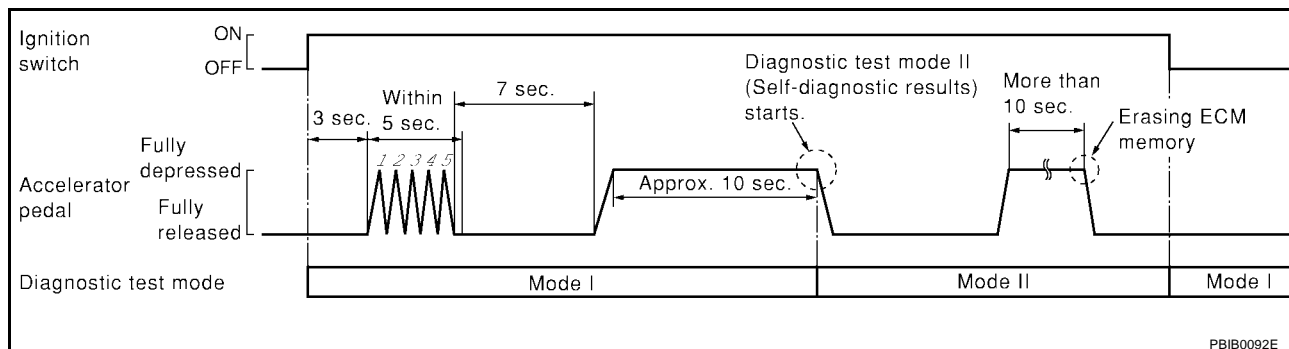 Ignition
switch
ON
OFF
3 sec.
Within
5 sec.
7 sec.
Diagnostic test mode II
(Self-diagnostic results)
starts.
More than
10 sec.
Erasing ECM
memory
Accelerator
pedal
Fully
depressed
Fully
released
1 2 3 4 5
Approx. 10 sec.
Diagnostic test mode
Mode I
Mode II
Mode I
PBIB0092E